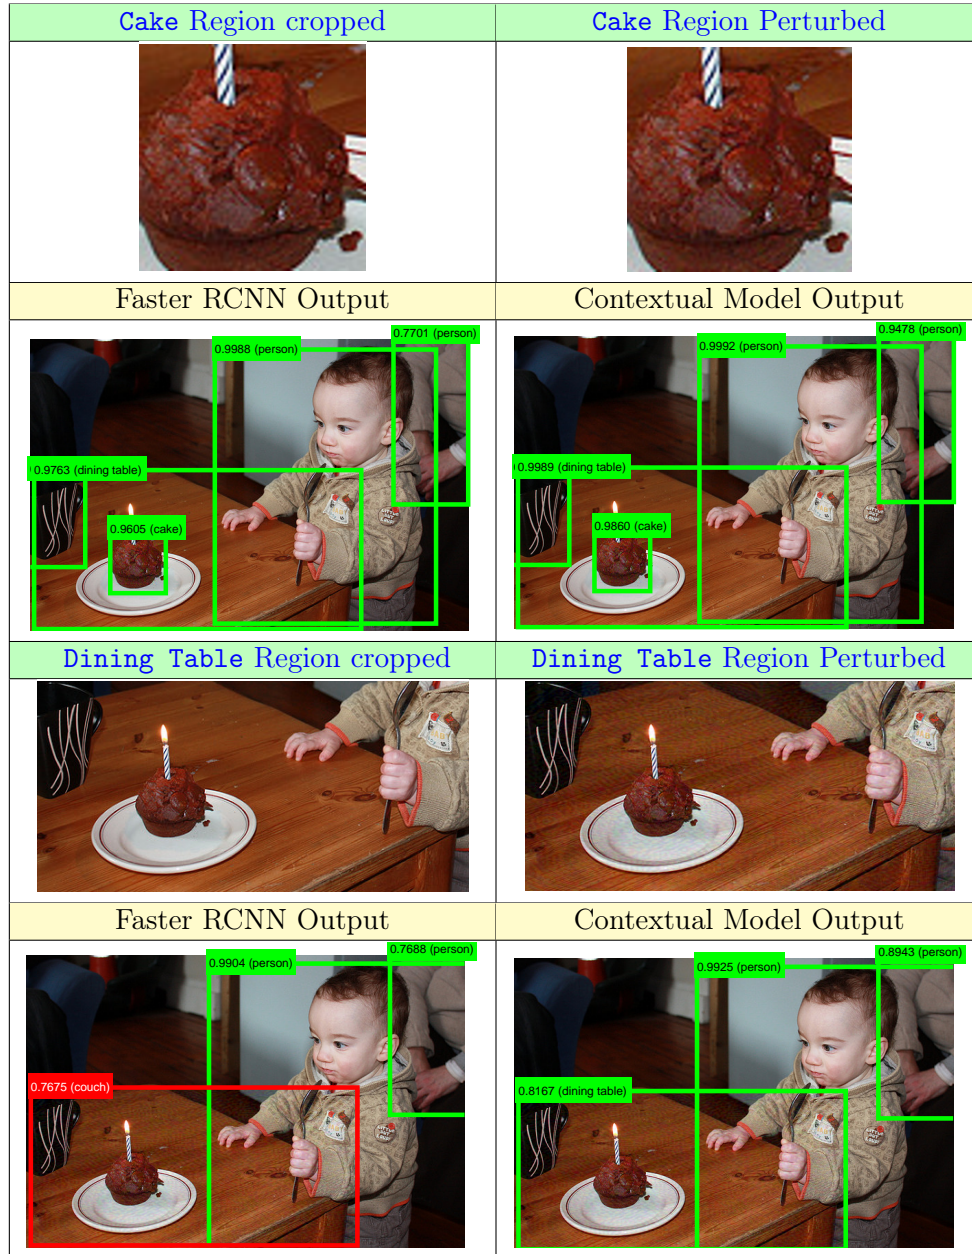 Cake Region cropped
Cake Region Perturbed
Faster RCNN Output
Contextual Model Output
0.7701 (person)
0.9988 (person)
0.9763 (dining table)
0.9605 (cake)
0.9478 (person)
0.9992 (person)
0.9989 (dining table)
0.9860 (cake)
Dining Table Region cropped
Dining Table Region Perturbed
Faster RCNN Output
Contextual Model Output
0.7688 (person)
0.9904 (person)
0.7675 (couch)
0.8943 (person)
0.9925 (person)
0.8167 (dining table)